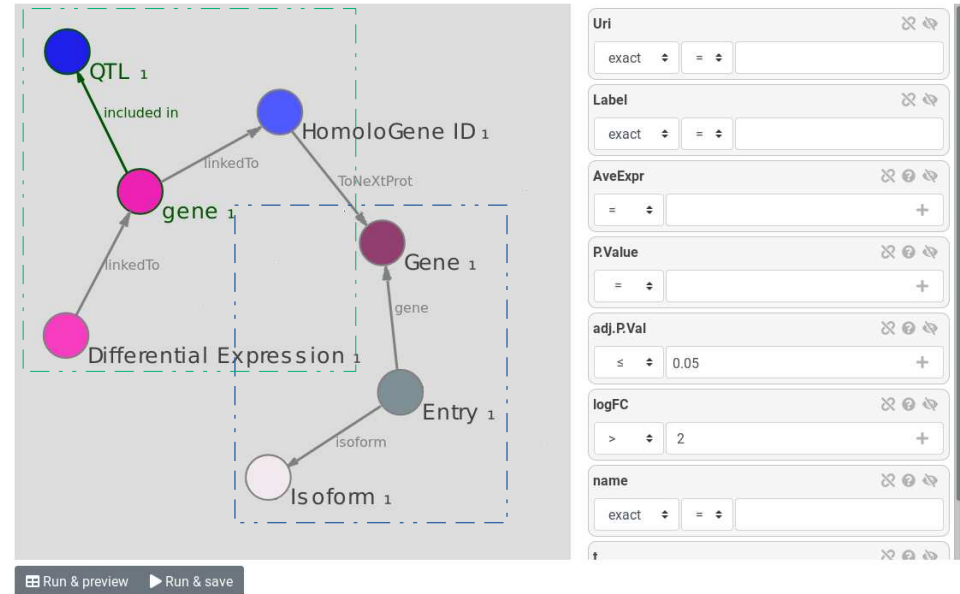 QTL 1
included in
HomoloGene ID 1
linkedTo
ToNeXtProt
gene 1
Gene 1
linkedTo
gene
Differential Expression 1
Entry 1
isoform
Isoform 1
Run & preview
Run & save
Uri
exact
=
Label
exact
=
AveExpr
=
P.Value
=
adj.P.Val
≤
0.05
logFC
>
2
name
exact
=
t